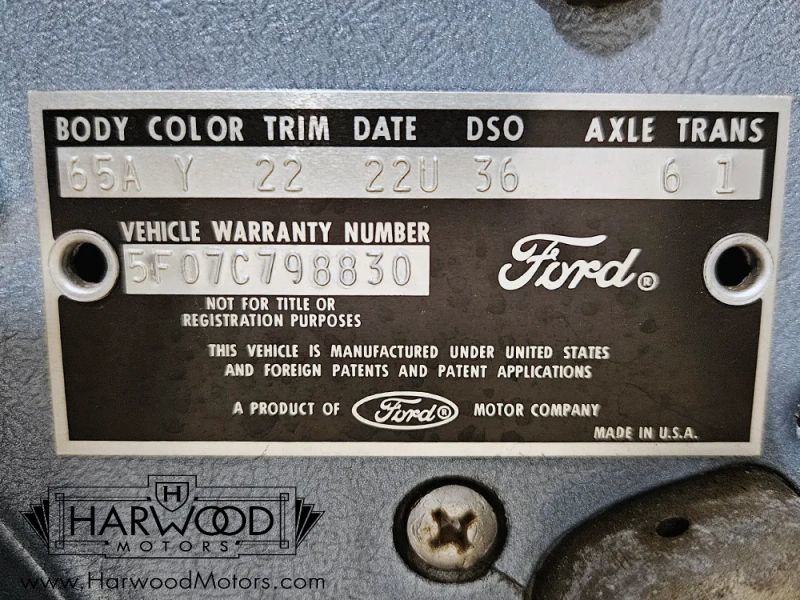 BODY COLOR TRIM DATE DSO AXLE TRANS
65A Y 22 22U 36 6 1
VEHICLE WARRANTY NUMBER
5F07C798830
Ford®
NOT FOR TITLE OR
REGISTRATION PURPOSES
THIS VEHICLE IS MANUFACTURED UNDER UNITED STATES
AND FOREIGN PATENTS AND PATENT APPLICATIONS
A PRODUCT OF Ford® MOTOR COMPANY
MADE IN U.S.A.
H
HARWOOD
MOTORS
www.HarwoodMotors.com